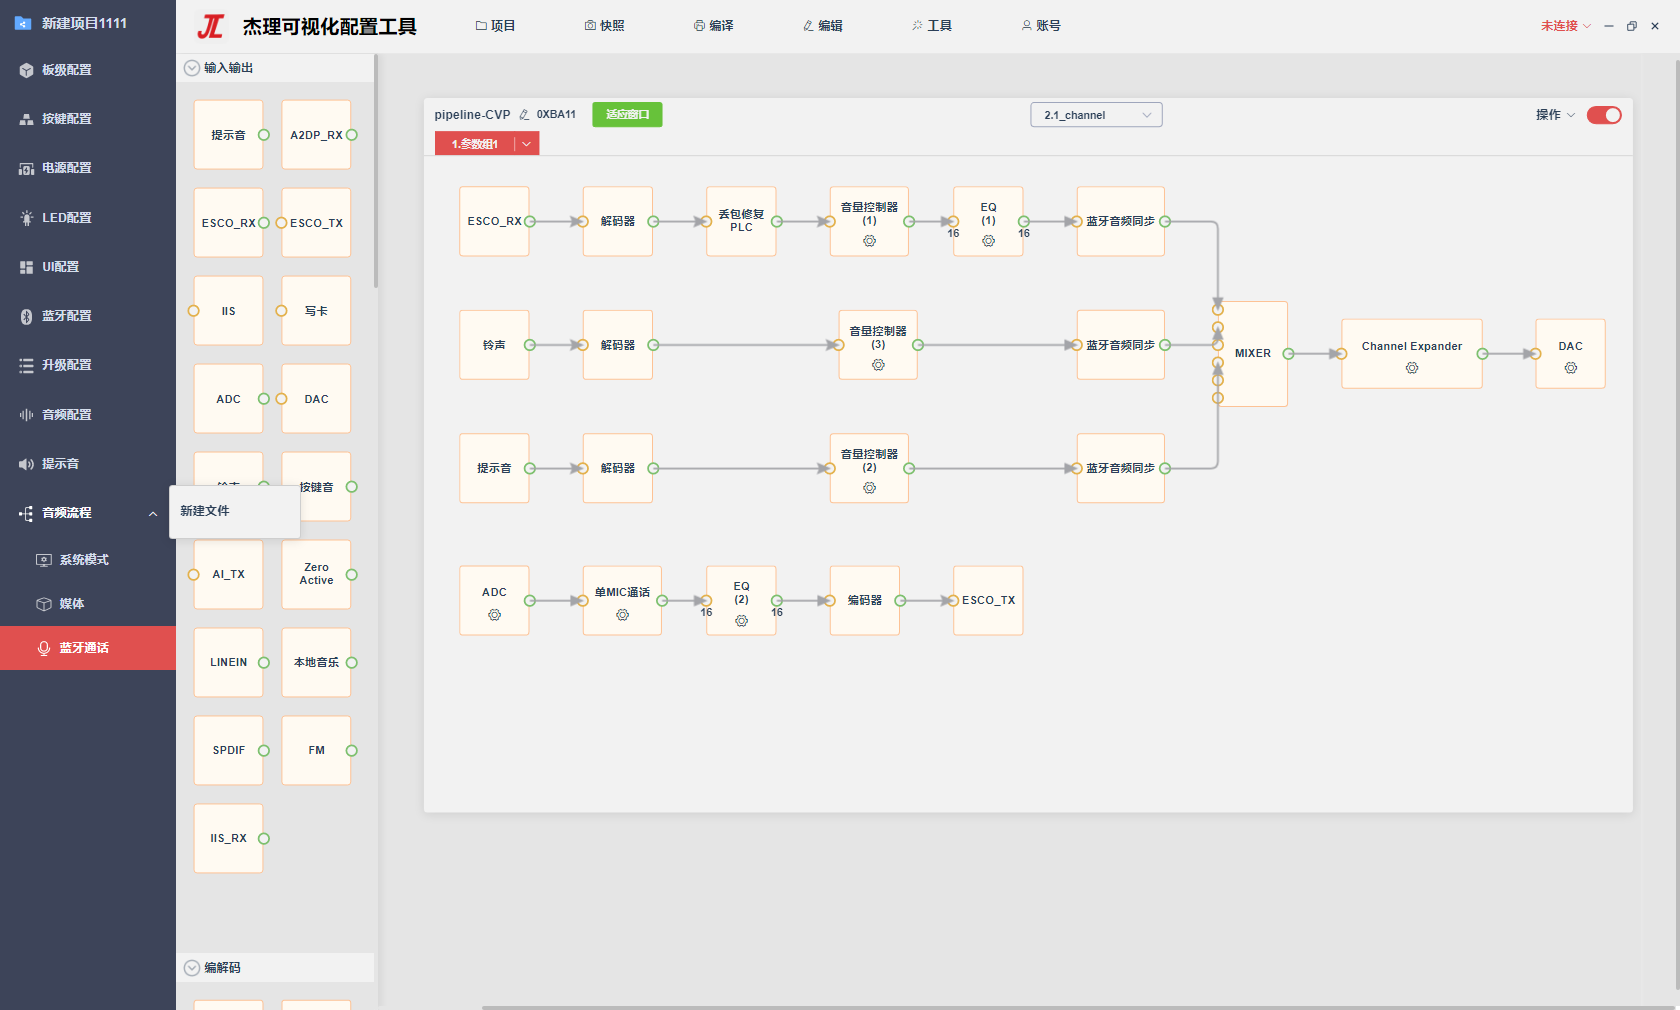 新建项目1111
杰理可视化配置工具
项目
快照
编译
编辑
工具
账号
未连接
板级配置
按键配置
电源配置
LED配置
UI配置
蓝牙配置
升级配置
音频配置
提示音
音频流程
系统模式
媒体
蓝牙通话
新建文件
输入输出
提示音
A2DP_RX
ESCO_RX
ESCO_TX
IIS
写卡
ADC
DAC
按键音
AI_TX
Zero
Active
LINEIN
本地音乐
SPDIF
FM
IIS_RX
编解码
pipeline-CVP
0XBA11
适应窗口
2.1_channel
操作
1.参数组1
ESCO_RX
解码器
丢包修复
PLC
音量控制器
(1)
EQ
(1)
16
16
蓝牙音频同步
铃声
解码器
音量控制器
(3)
蓝牙音频同步
MIXER
Channel Expander
DAC
提示音
解码器
音量控制器
(2)
蓝牙音频同步
ADC
单MIC通话
EQ
(2)
16
16
编码器
ESCO_TX